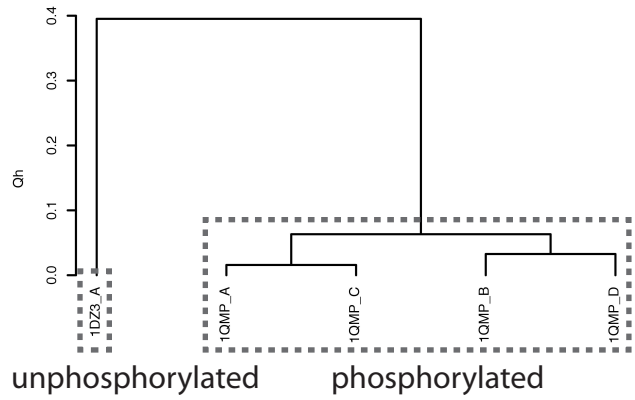 0.4
0.3
0.2
0.1
0.0
Qh
1DZ3_A
1QMP_A
1QMP_C
1QMP_B
1QMP_D
unphosphorylated
phosphorylated